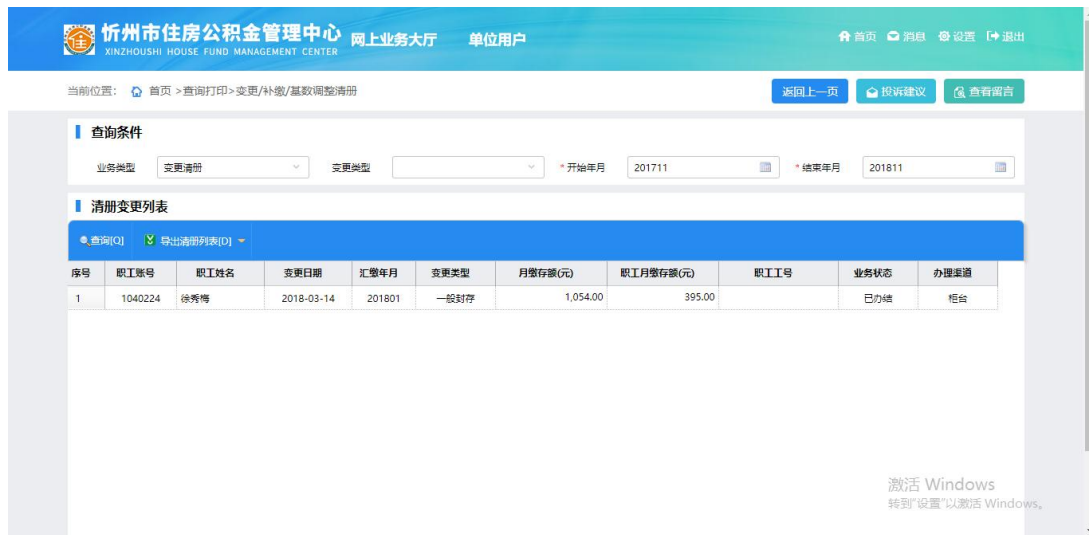 忻州市住房公积金管理中心 网上业务大厅 单位用户 首页 消息 设置 退出
XINZHOUSHI HOUSE FUND MANAGEMENT CENTER
当前位置: 首页 >查询打印>变更/补缴/基数调整清册 返回上一页 投诉建议 查看留言
查询条件
业务类型 变更清册 变更类型 *开始年月 201711 *结束年月 201811
清册变更列表
查询[Q] 导出清册列表[D]
序号 职工账号 职工姓名 变更日期 汇缴年月 变更类型 月缴存额(元) 职工月缴存额(元) 职工工号 业务状态 办理渠道
1 1040224 徐秀梅 2018-03-14 201801 一般封存 1,054.00 395.00 已办结 柜台
激活 Windows
转到"设置"以激活 Windows。